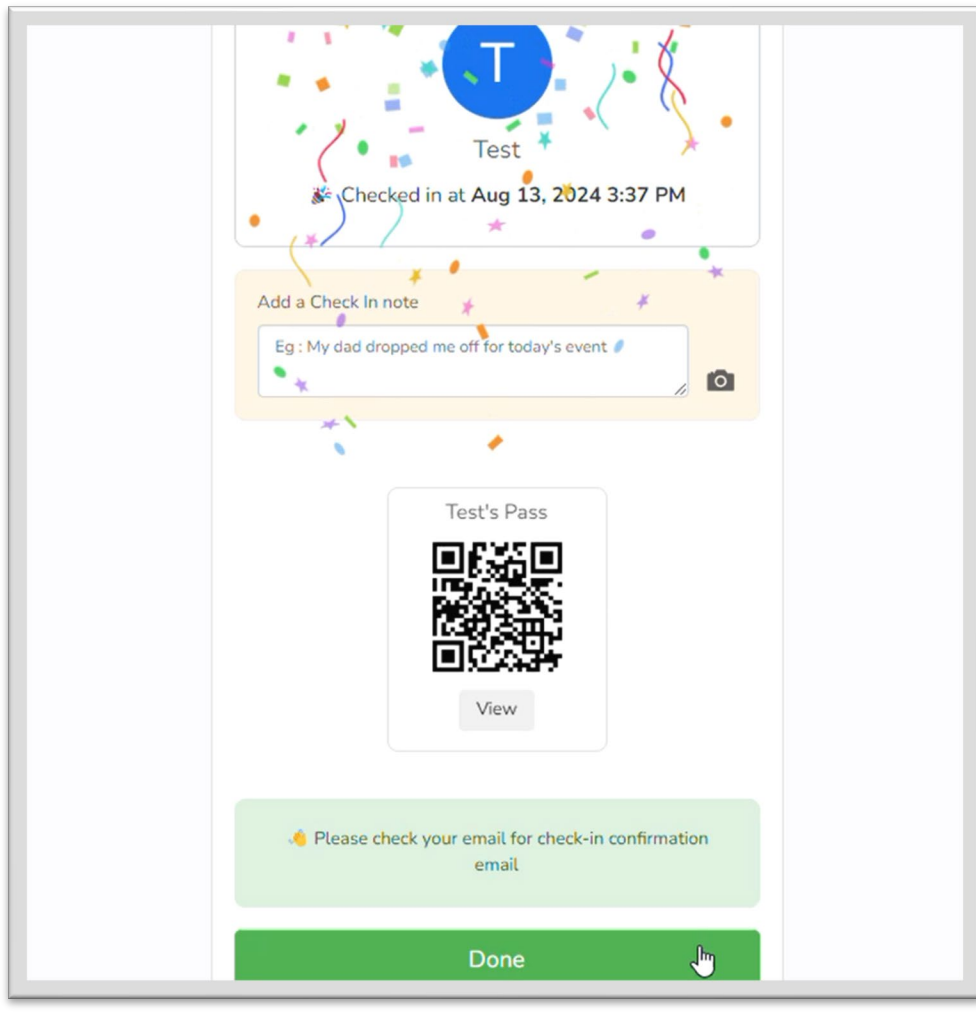 T
Test
🎉 Checked in at Aug 13, 2024 3:37 PM
Add a Check In note
Eg : My dad dropped me off for today's event
Test's Pass
View
👋 Please check your email for check-in confirmation
email
Done